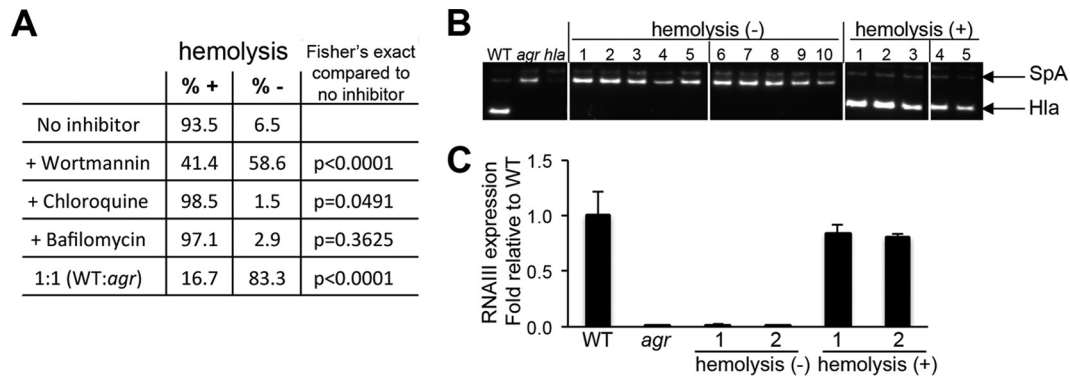 A
hemolysis
Fisher's exact compared to no inhibitor
% + % -
No inhibitor 93.5 6.5
+ Wortmannin 41.4 58.6 p<0.0001
+ Chloroquine 98.5 1.5 p=0.0491
+ Bafilomycin 97.1 2.9 p=0.3625
1:1 (WT:agr) 16.7 83.3 p<0.0001
B
hemolysis (-) hemolysis (+)
WT agr hla 1 2 3 4 5 6 7 8 9 10 1 2 3 4 5
SpA
Hla
C
RNAIII expression
Fold relative to WT
1.5
1.0
0.5
0.0
WT agr 1 2 1 2
hemolysis (-) hemolysis (+)